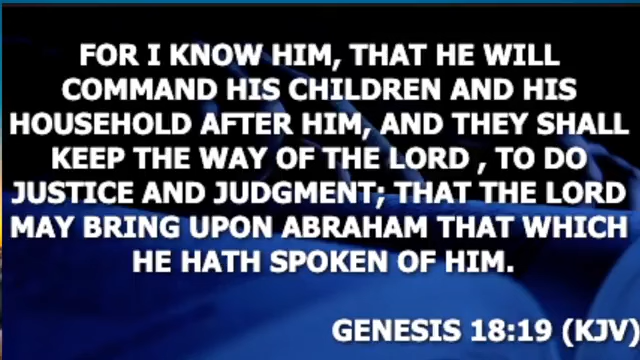 FOR I KNOW HIM, THAT HE WILL
COMMAND HIS CHILDREN AND HIS
HOUSEHOLD AFTER HIM, AND THEY SHALL
KEEP THE WAY OF THE LORD , TO DO
JUSTICE AND JUDGMENT; THAT THE LORD
MAY BRING UPON ABRAHAM THAT WHICH
HE HATH SPOKEN OF HIM.
GENESIS 18:19 (KJV)